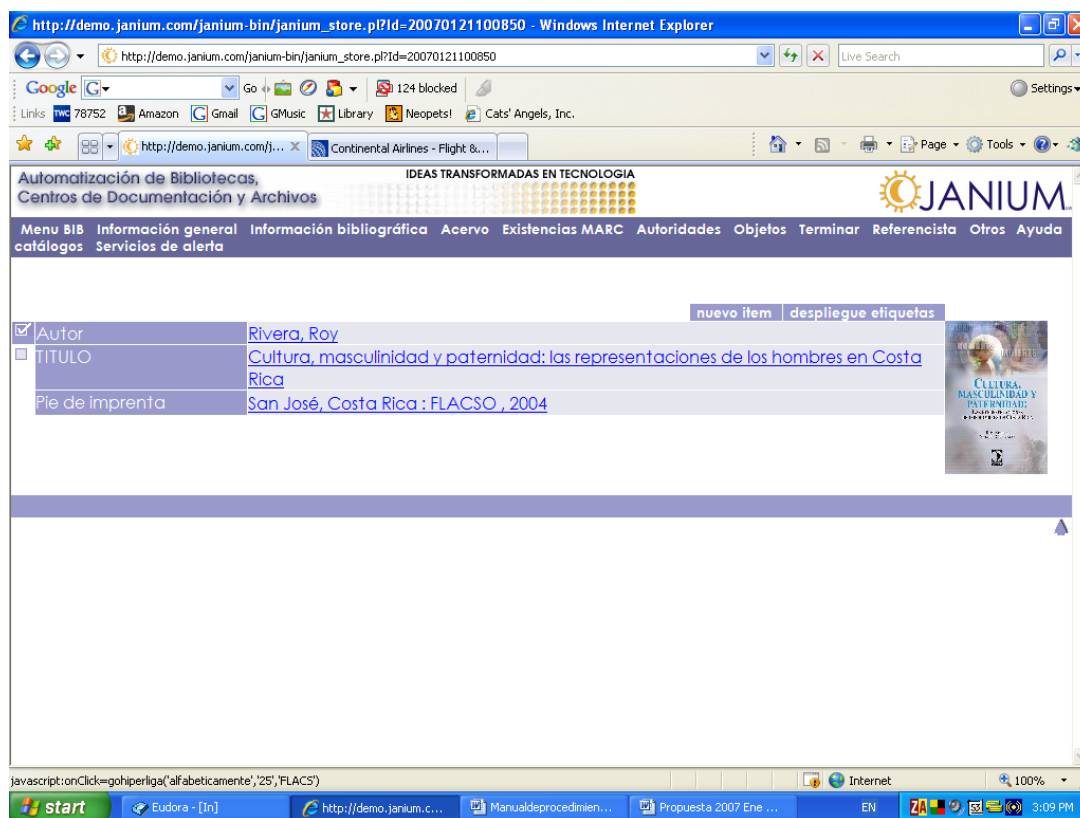 http://demo.janium.com/janium-bin/janium_store.pl?Id=20070121100850 - Windows Internet Explorer
http://demo.janium.com/janium-bin/janium_store.pl?Id=20070121100850
Live Search
Google G Go 124 blocked Settings
Links TWC 78752 Amazon Gmail GMusic Library Neopets! Cats' Angels, Inc.
http://demo.janium.com/j... Continental Airlines - Flight &... Page Tools
Automatización de Bibliotecas,
Centros de Documentación y Archivos
IDEAS TRANSFORMADAS EN TECNOLOGIA
JANIUM
Menu BIB Información general Información bibliográfica Acervo Existencias MARC Autoridades Objetos Terminar Referencista Otros Ayuda
catálogos Servicios de alerta
nuevo item despliegue etiquetas
Autor Rivera, Roy
TITULO Cultura, masculinidad y paternidad: las representaciones de los hombres en Costa
Rica
Pie de imprenta San José, Costa Rica : FLACSO , 2004
CULTURA,
MASCULINIDAD Y
PATERNIDAD:
javascript:onClick=gohiperliga('alfabeticamente','25','FLACS')
Internet 100%
start Eudora - [In] http://demo.janium.c... Manualdeprocedimien... Propuesta 2007 Ene ... EN ZA 3:09 PM